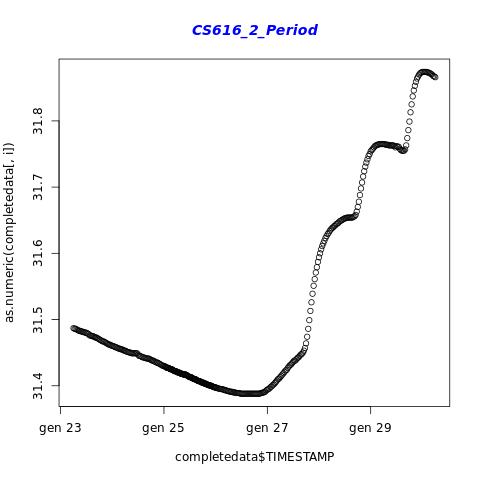 CS616_2_Period
as.numeric(completedata[, i])
31.8
31.7
31.6
31.5
31.4
gen 23
gen 25
gen 27
gen 29
completedata$TIMESTAMP